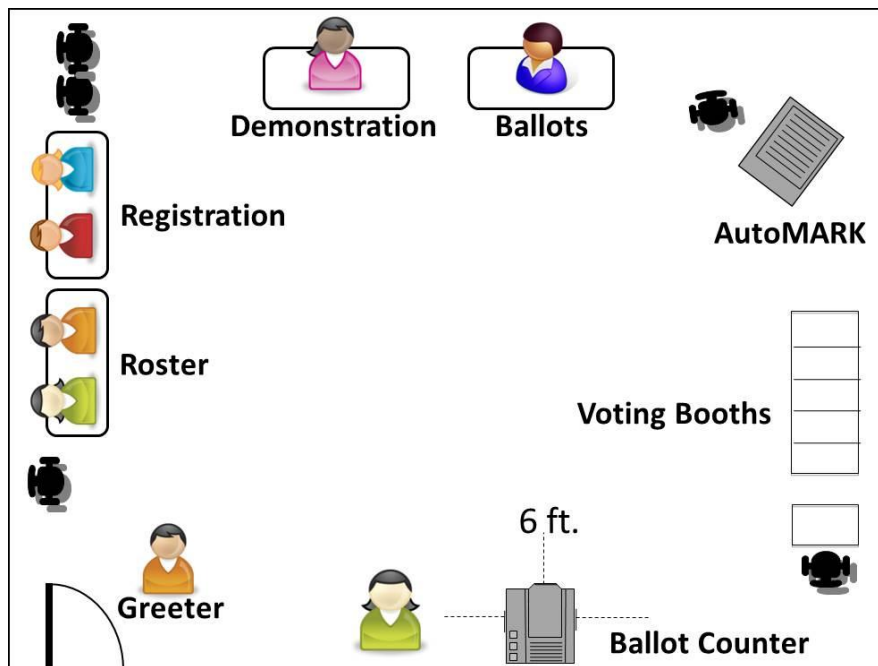 Demonstration
Ballots
Registration
AutoMARK
Roster
Voting Booths
6 ft.
Greeter
Ballot Counter